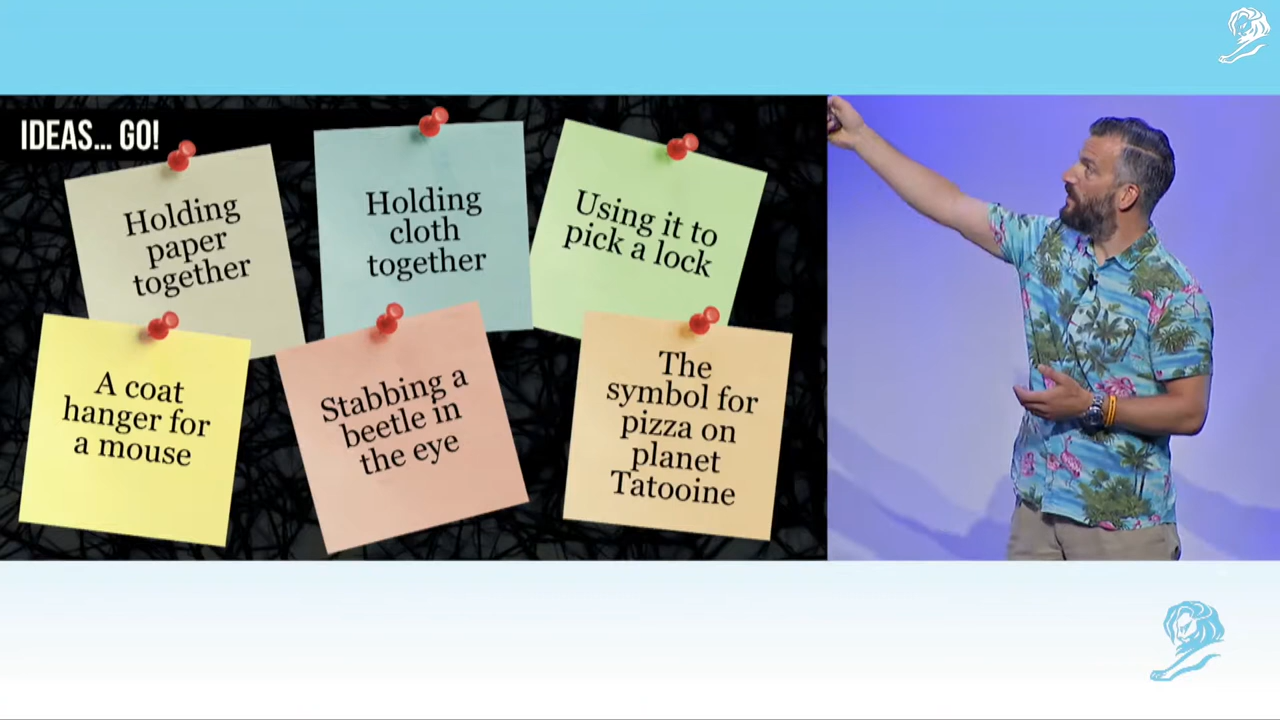 IDEAS... GO!
Holding
paper
together
Holding
cloth
together
Using it to
pick a lock
A coat
hanger for
a mouse
Stabbing a
beetle in
the eye
The
symbol for
pizza on
planet
Tatooine